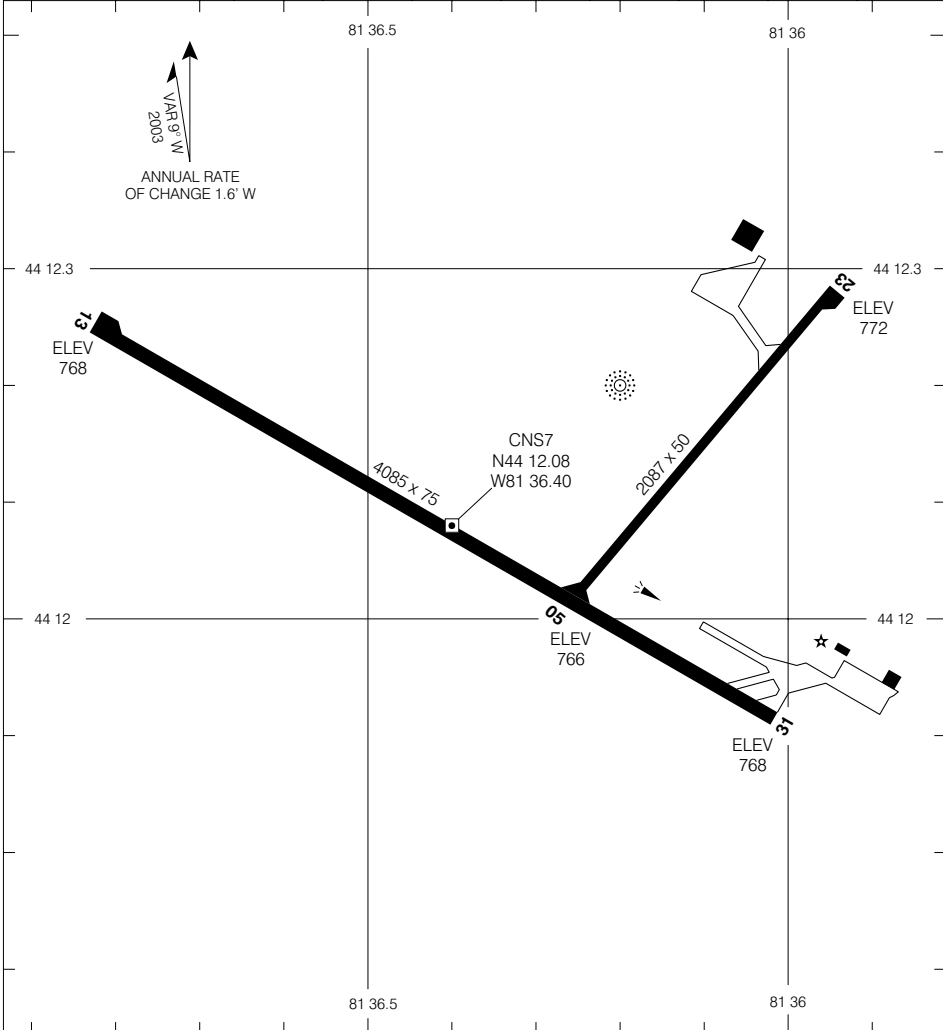 81 36.5
81 36
VAR 9° W
2003
ANNUAL RATE
OF CHANGE 1.6' W
44 12.3
44 12.3
23
ELEV
772
13
ELEV
768
CNS7
N44 12.08
W81 36.40
4085 x 75
2087 x 50
05
ELEV
766
44 12
44 12
31
ELEV
768
81 36.5
81 36